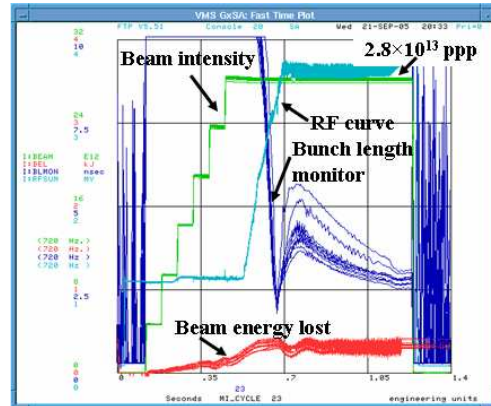 VMS GxSA: Fast Time Plot
FTP V5.51 Console 20 SA Wed 21-SEP-05 20:33 Pri=0
32
4
10
4
2.8×10¹³ ppp
Beam intensity
24
3
7.5
3
RF curve
Bunch length
monitor
I:BEAM E12
I:DEL kJ
I:BLMON nsec
I:RFSUM MV
16
2
5
2
(720 Hz.)
(720 Hz.)
(720 Hz.)
(720 Hz.)
8
1
2.5
1
Beam energy lost
0
0
0
0
0 .35 .7 1.05 1.4
23
Seconds MI_CYCLE 23 engineering units